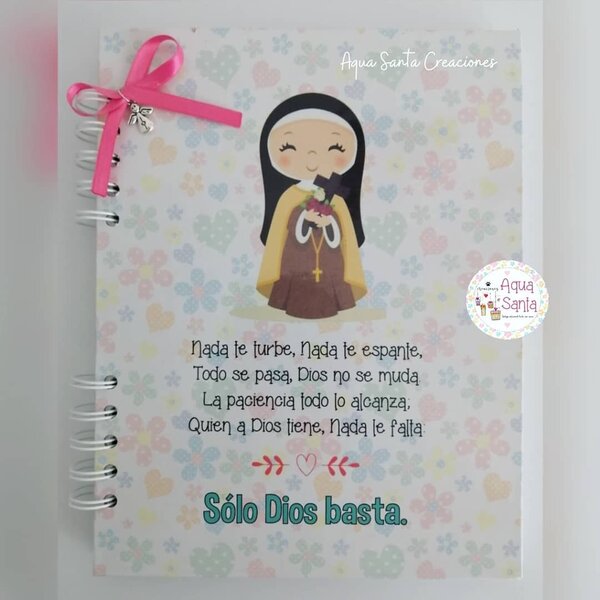 Aqua Santa Creaciones
Aqua
Santa
Nada te turbe, Nada te espante,
Todo se pasa, Dios no se muda.
La paciencia todo lo alcanza;
Quien a Dios tiene, Nada le falta.
Sólo Dios basta.